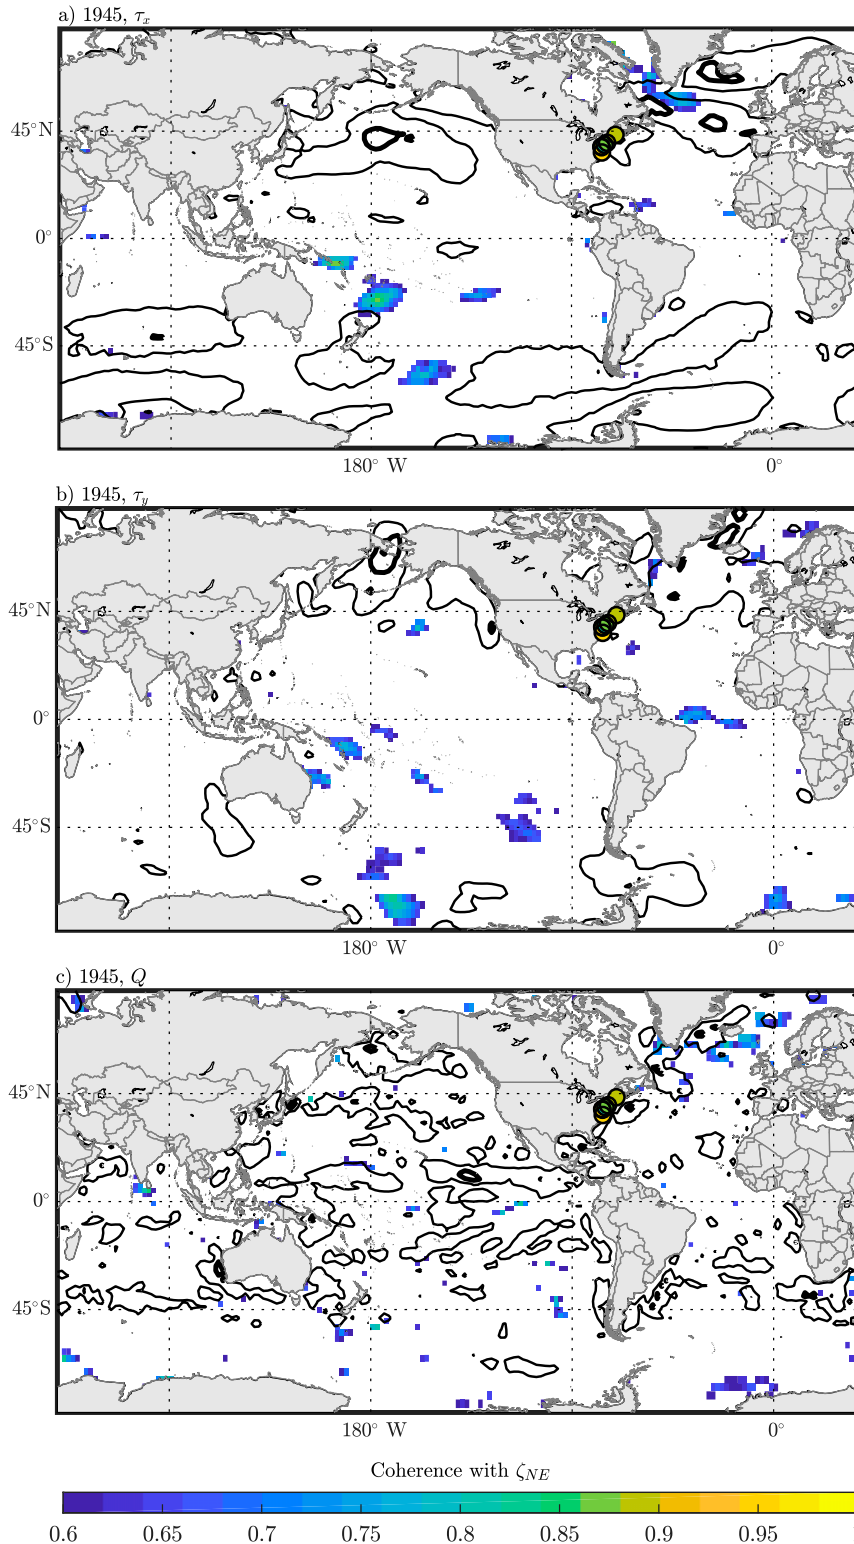 a) 1945, τx
45°N
0°
45°S
180° W
0°
b) 1945, τy
45°N
0°
45°S
180° W
0°
c) 1945, Q
45°N
0°
45°S
180° W
0°
Coherence with ζNE
0.6 0.65 0.7 0.75 0.8 0.85 0.9 0.95